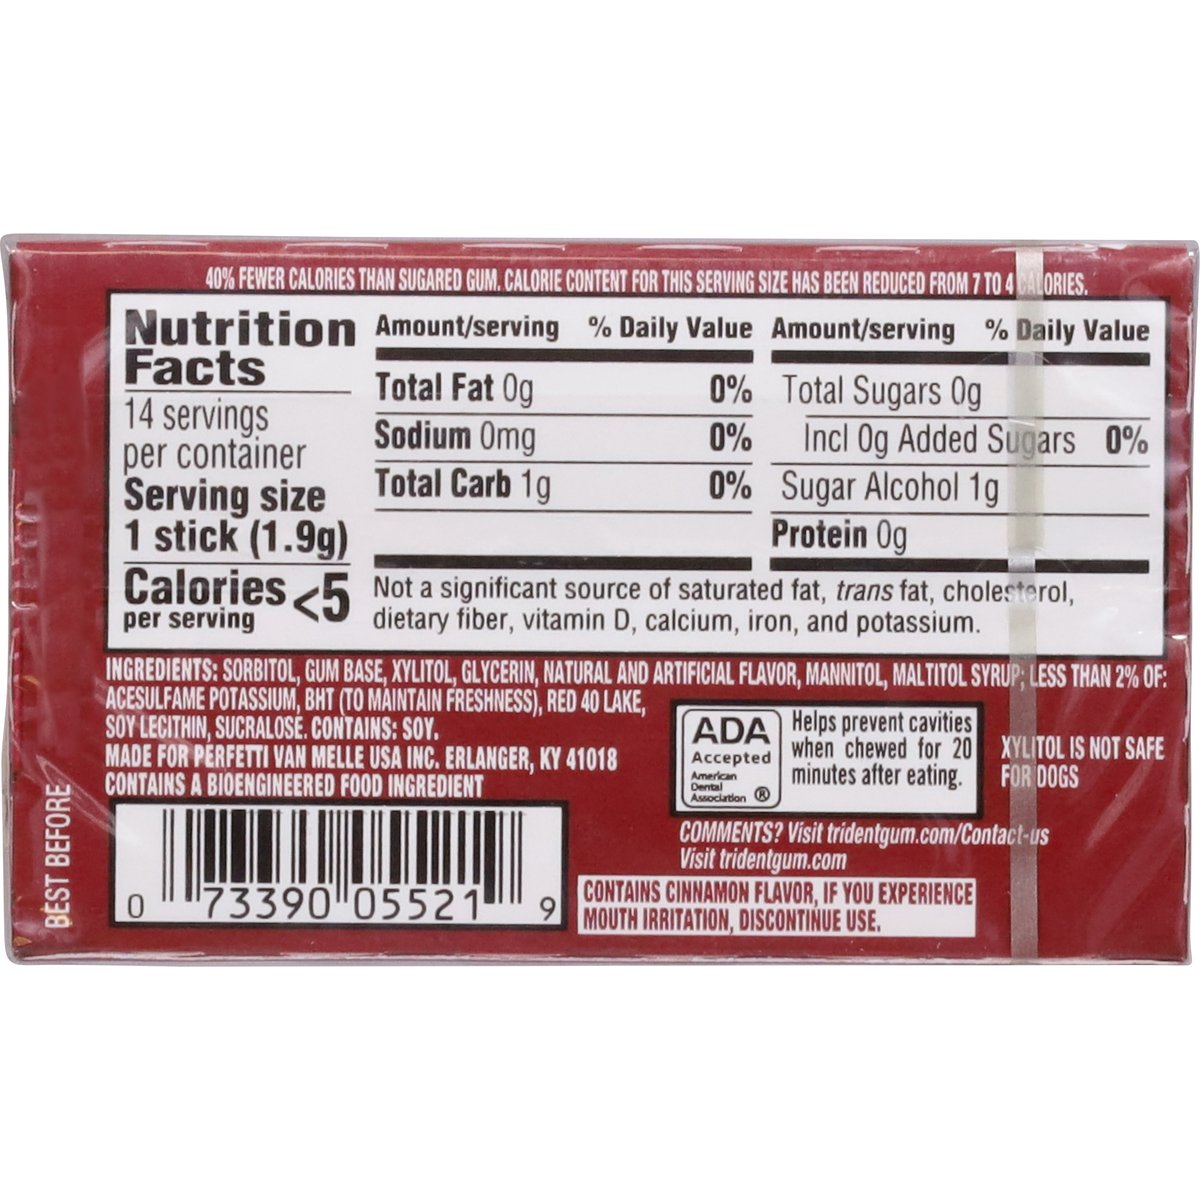 40% FEWER CALORIES THAN SUGARED GUM. CALORIE CONTENT FOR THIS SERVING SIZE HAS BEEN REDUCED FROM 7 TO 4 CALORIES.
Nutrition
Facts
14 servings
per container
Serving size
1 stick (1.9g)
Calories <5
per serving
Amount/serving % Daily Value
Total Fat 0g 0%
Sodium 0mg 0%
Total Carb 1g 0%
Amount/serving % Daily Value
Total Sugars 0g
Incl 0g Added Sugars 0%
Sugar Alcohol 1g
Protein 0g
Not a significant source of saturated fat, trans fat, cholesterol,
dietary fiber, vitamin D, calcium, iron, and potassium.
INGREDIENTS: SORBITOL, GUM BASE, XYLITOL, GLYCERIN, NATURAL AND ARTIFICIAL FLAVOR, MANNITOL, MALTITOL SYRUP; LESS THAN 2% OF:
ACESULFAME POTASSIUM, BHT (TO MAINTAIN FRESHNESS), RED 40 LAKE,
SOY LECITHIN, SUCRALOSE. CONTAINS: SOY.
MADE FOR PERFETTI VAN MELLE USA INC. ERLANGER, KY 41018
CONTAINS A BIOENGINEERED FOOD INGREDIENT
ADA
Accepted
American
Dental
Association ®
Helps prevent cavities
when chewed for 20
minutes after eating.
XYLITOL IS NOT SAFE
FOR DOGS
COMMENTS? Visit tridentgum.com/Contact-us
Visit tridentgum.com
CONTAINS CINNAMON FLAVOR, IF YOU EXPERIENCE
MOUTH IRRITATION, DISCONTINUE USE.
BEST BEFORE
0 73390 05521 9